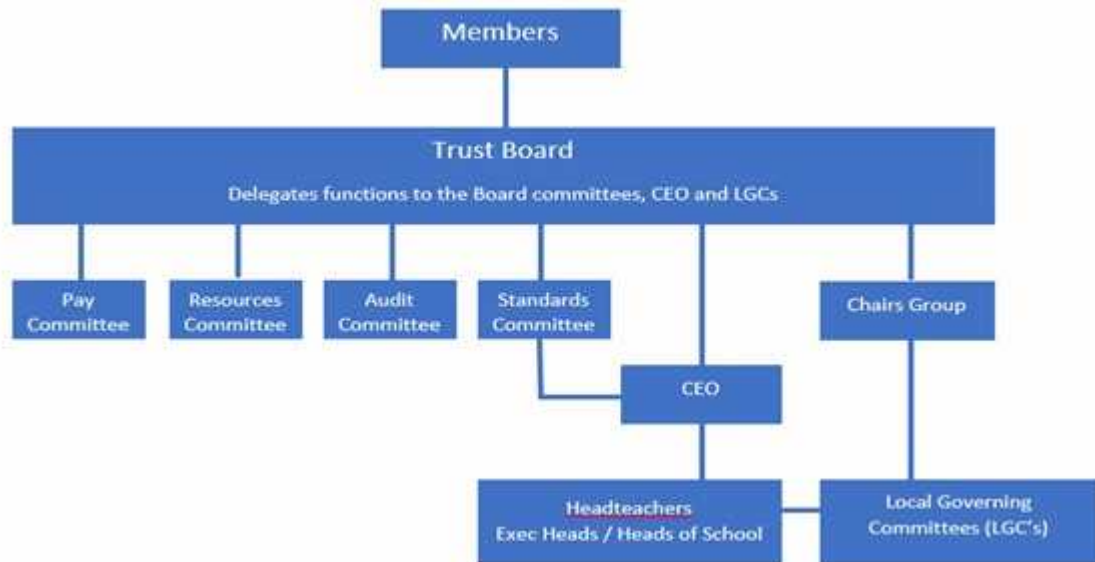 Members
Trust Board
Delegates functions to the Board committees, CEO and LGCs
Pay
Committee
Resources
Committee
Audit
Committee
Standards
Committee
Chairs Group
CEO
Headteachers
Exec Heads / Heads of School
Local Governing
Committees (LGC's)